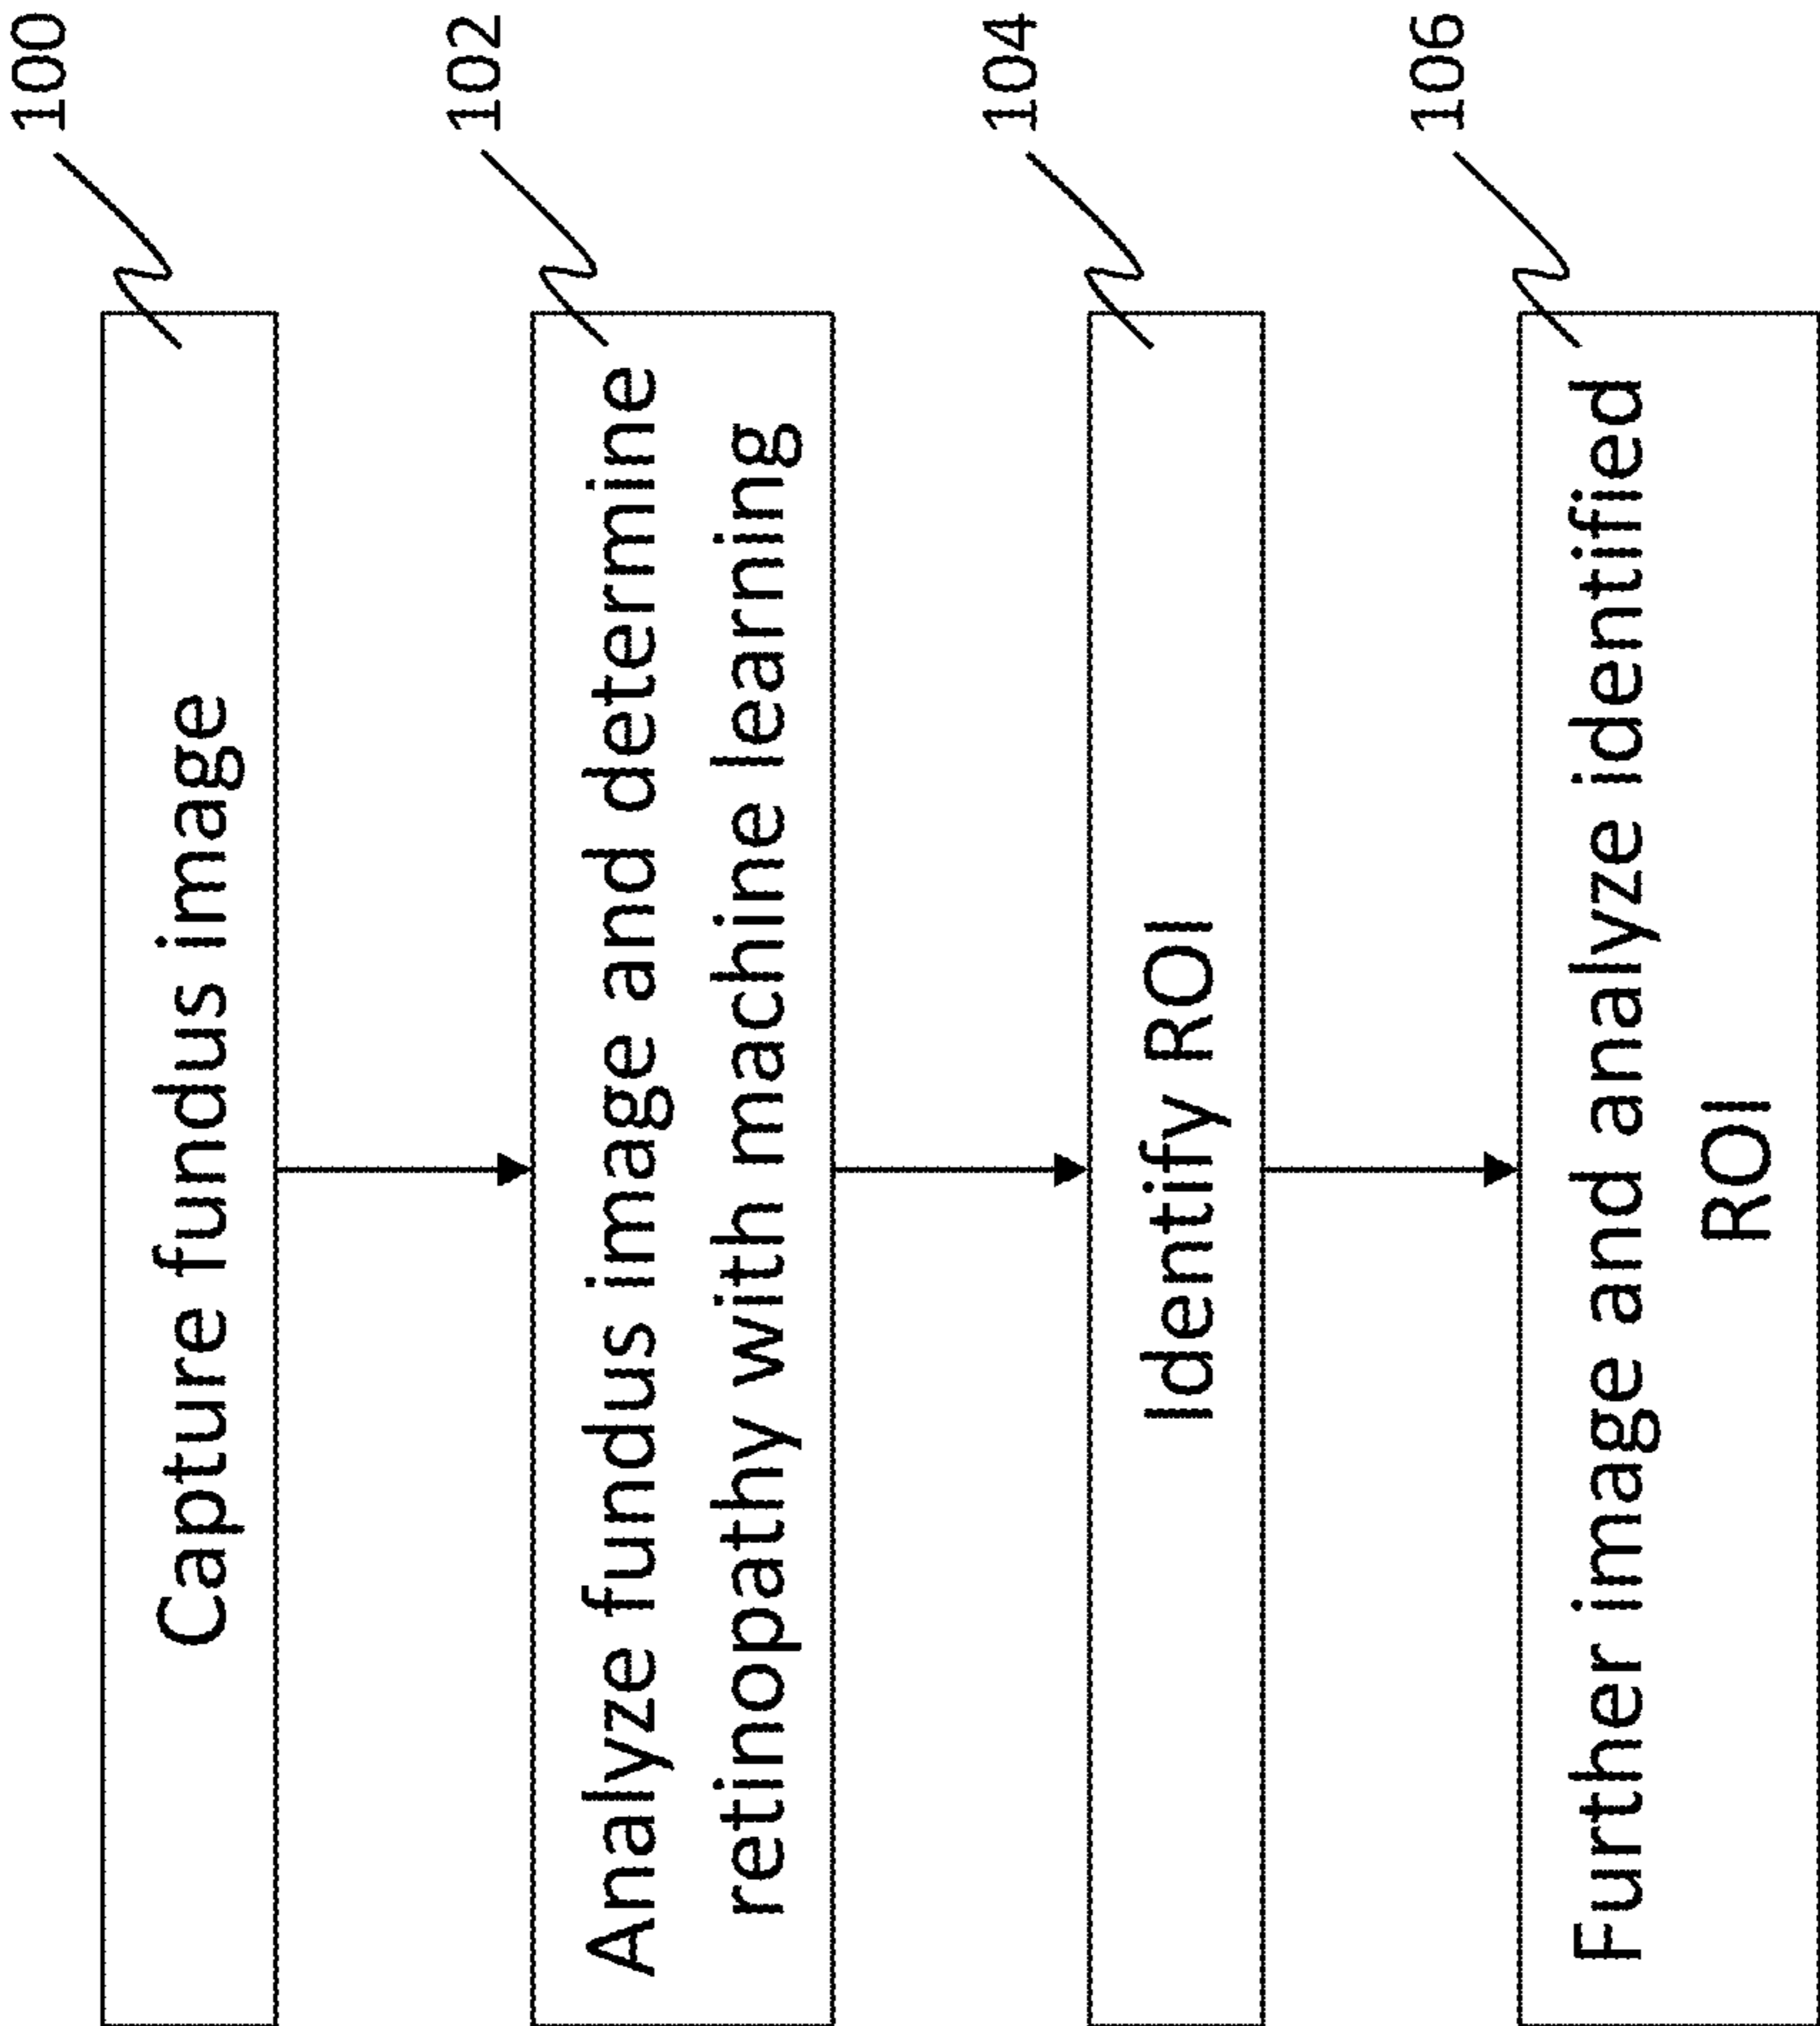 Capture fundus image
100
Analyze fundus image and determine
retinopathy with machine learning
102
Identify ROI
104
Further image and analyze identified
ROI
106